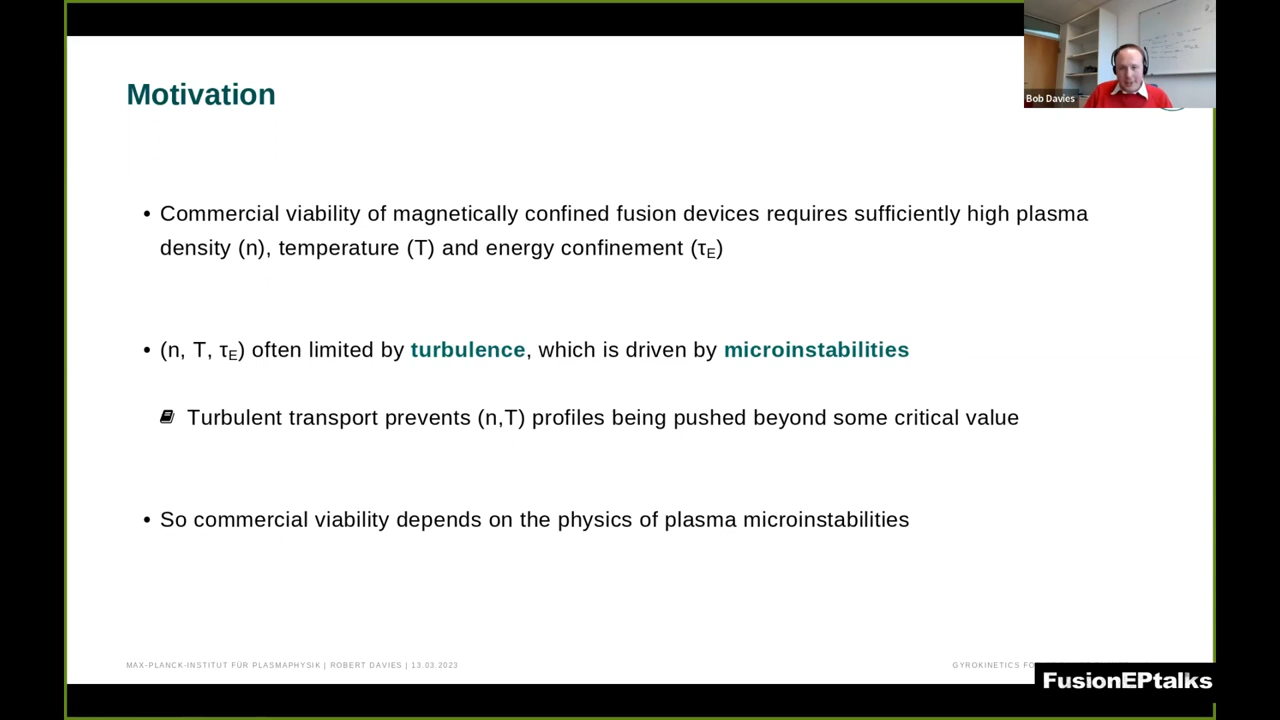 Motivation
Bob Davies
• Commercial viability of magnetically confined fusion devices requires sufficiently high plasma
density (n), temperature (T) and energy confinement (τE)
• (n, T, τE) often limited by turbulence, which is driven by microinstabilities
Turbulent transport prevents (n,T) profiles being pushed beyond some critical value
• So commercial viability depends on the physics of plasma microinstabilities
MAX-PLANCK-INSTITUT FÜR PLASMAPHYSIK | ROBERT DAVIES | 13.03.2023
GYROKINETICS
FusionEPtalks